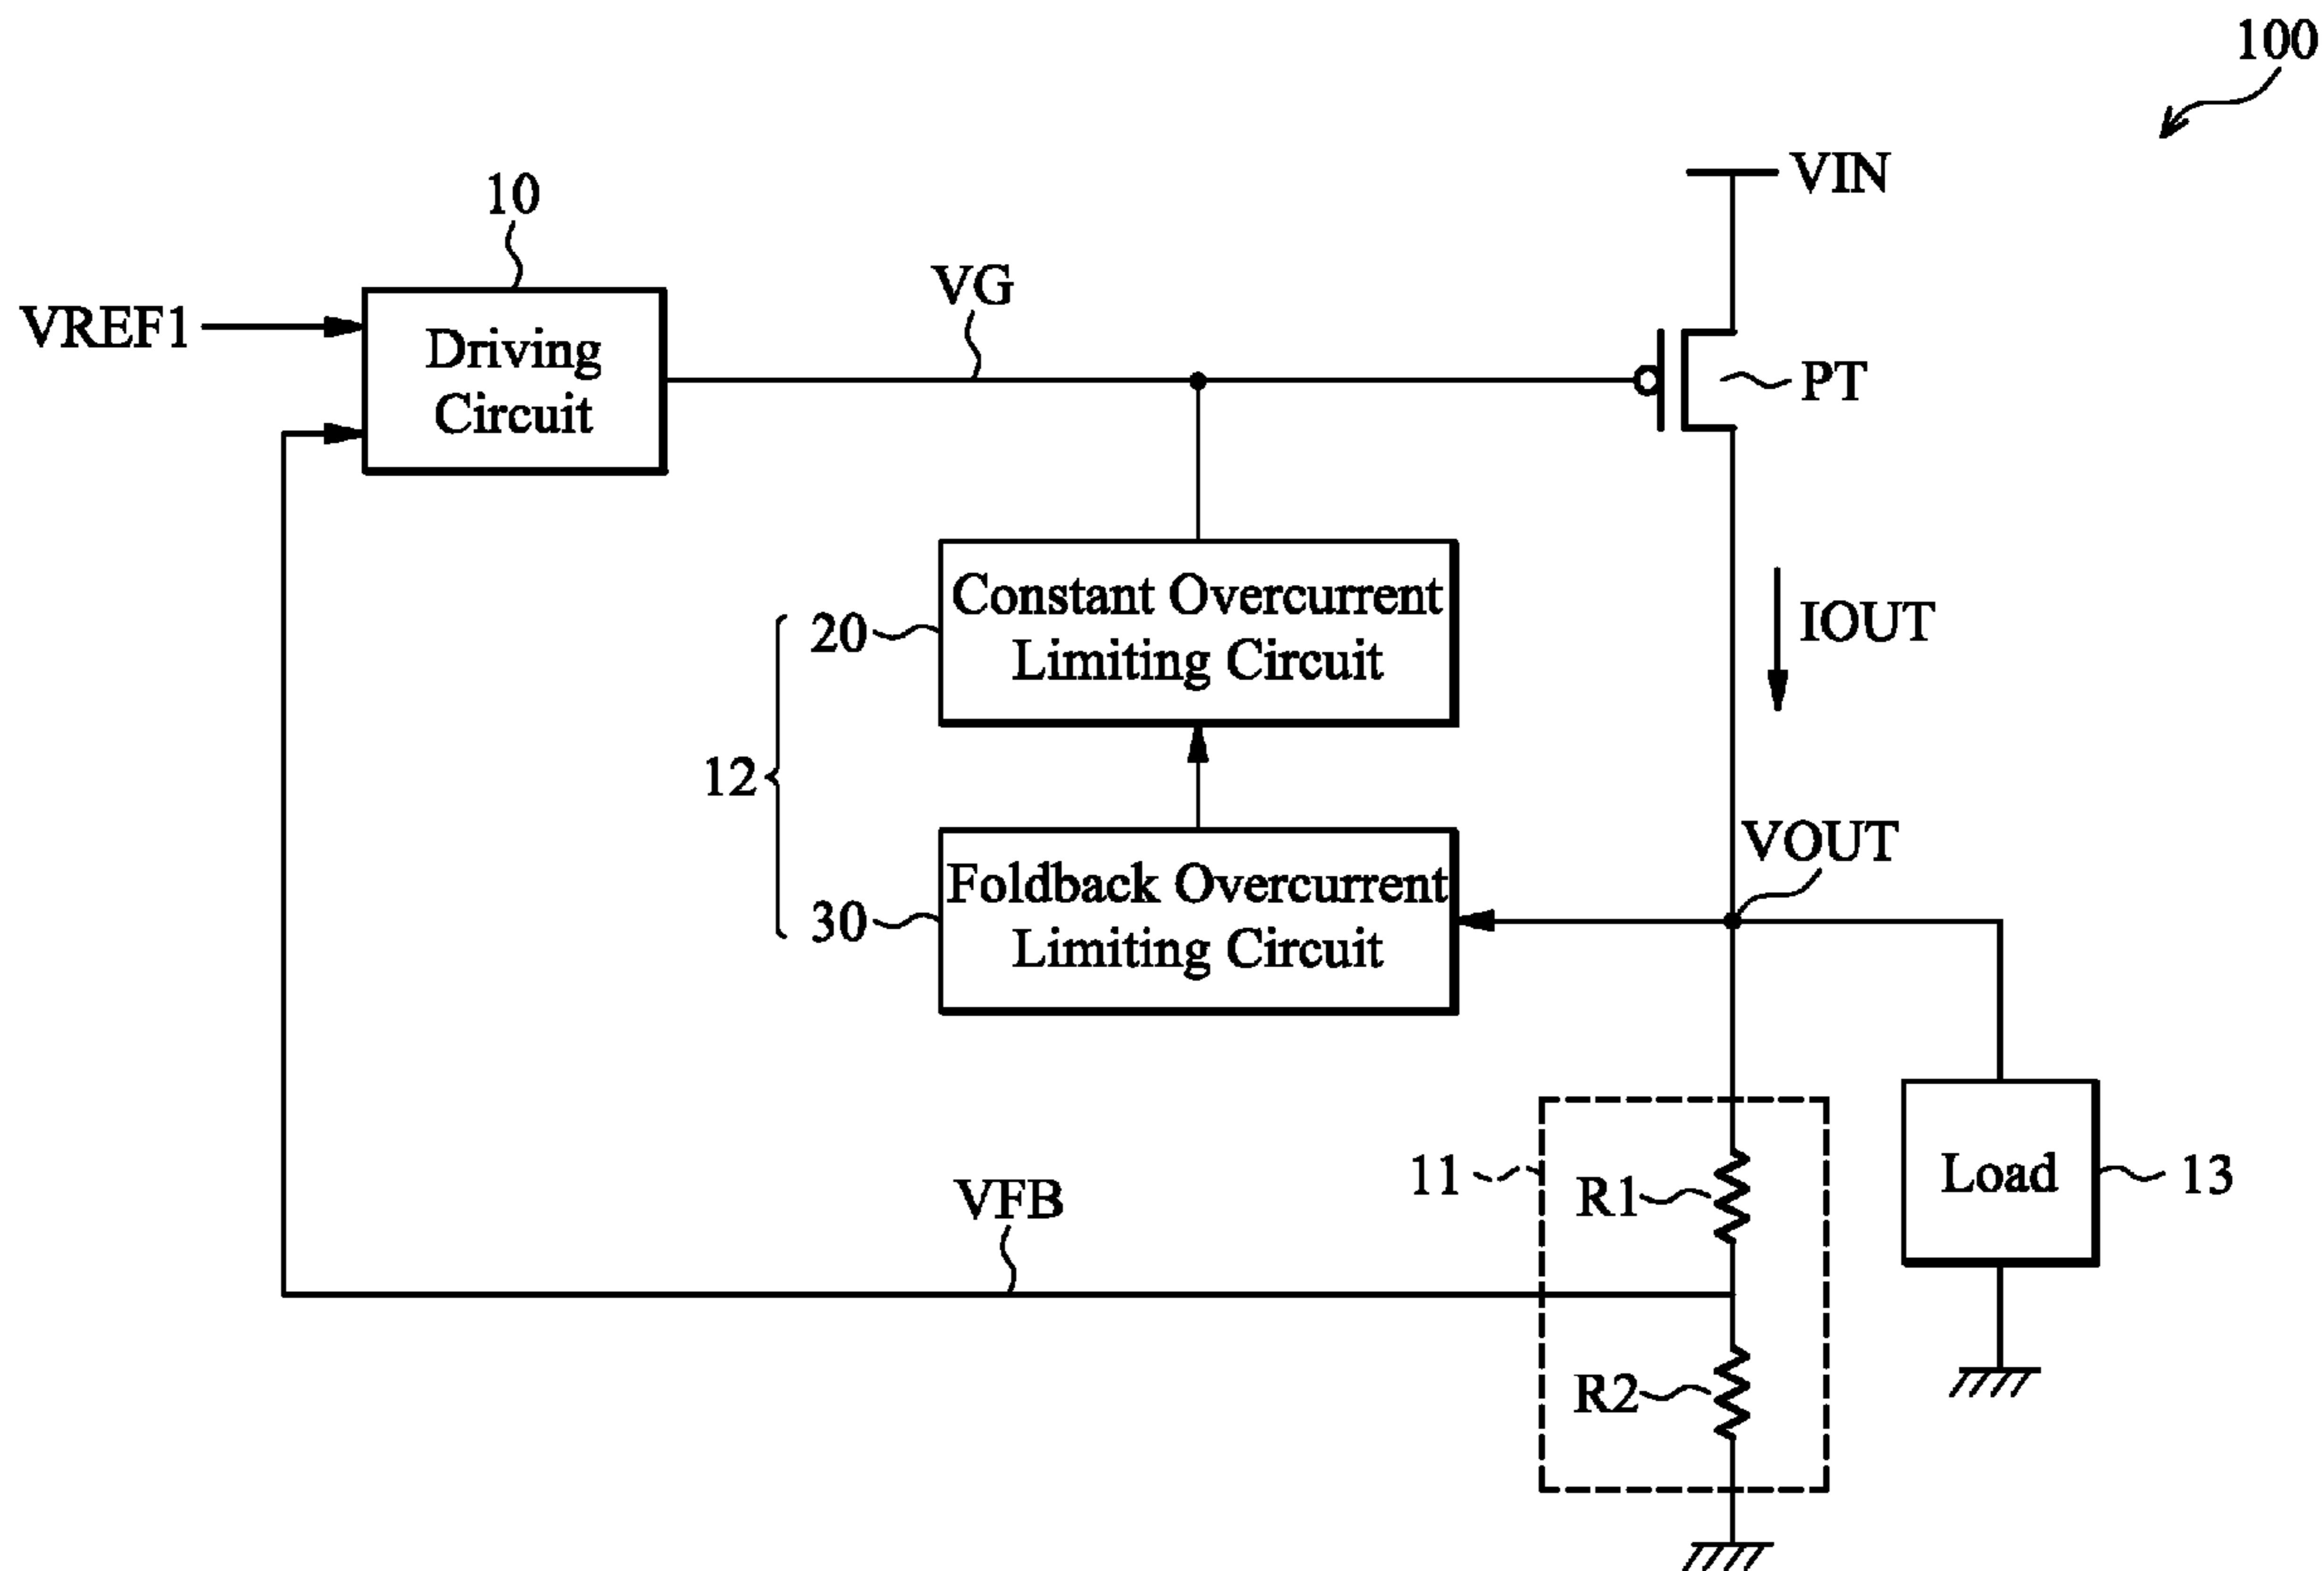 100
VIN
10
VREF1
Driving
Circuit
VG
PT
Constant Overcurrent
Limiting Circuit
20
IOUT
12
VOUT
Foldback Overcurrent
Limiting Circuit
30
11
R1
Load
13
VFB
R2